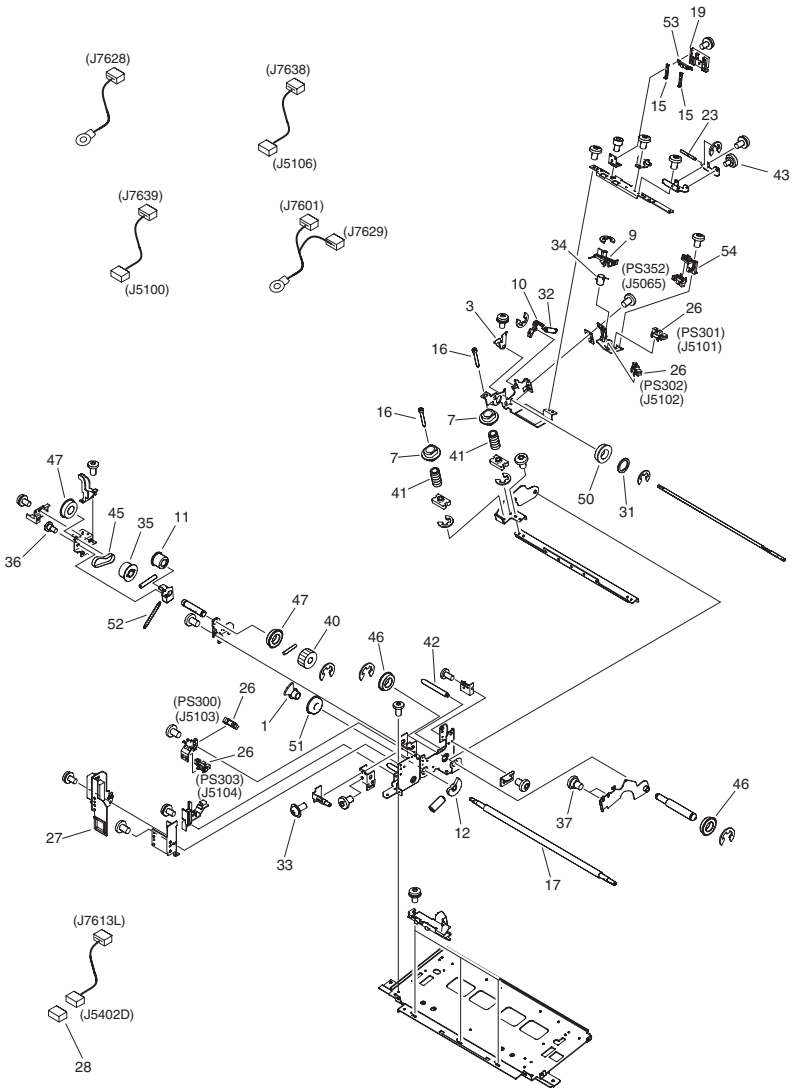 19
53
(J7628)
(J7638)
15
15
23
(J5106)
43
(J7639)
(J7601)
(J7629)
9
34
(PS352)
(J5065)
54
(J5100)
10
32
3
26
(PS301)
(J5101)
16
26
(PS302)
(J5102)
16
7
7
41
47
50
41
31
45
35
11
36
52
47
40
46
42
26
(PS300)
(J5103)
1
51
26
(PS303)
(J5104)
46
27
12
37
33
17
(J7613L)
(J5402D)
28